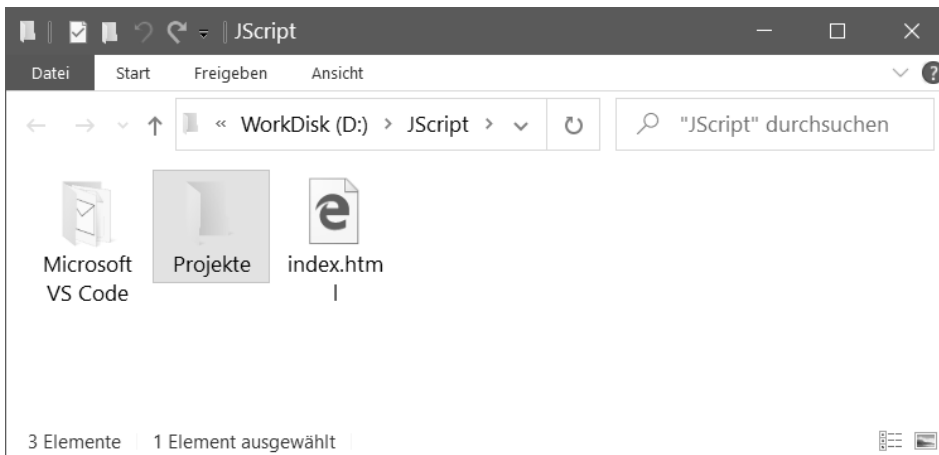 JScript
Datei Start Freigeben Ansicht ?
« WorkDisk (D:) > JScript > "JScript" durchsuchen
Microsoft VS Code
Projekte
index.html
3 Elemente 1 Element ausgewählt